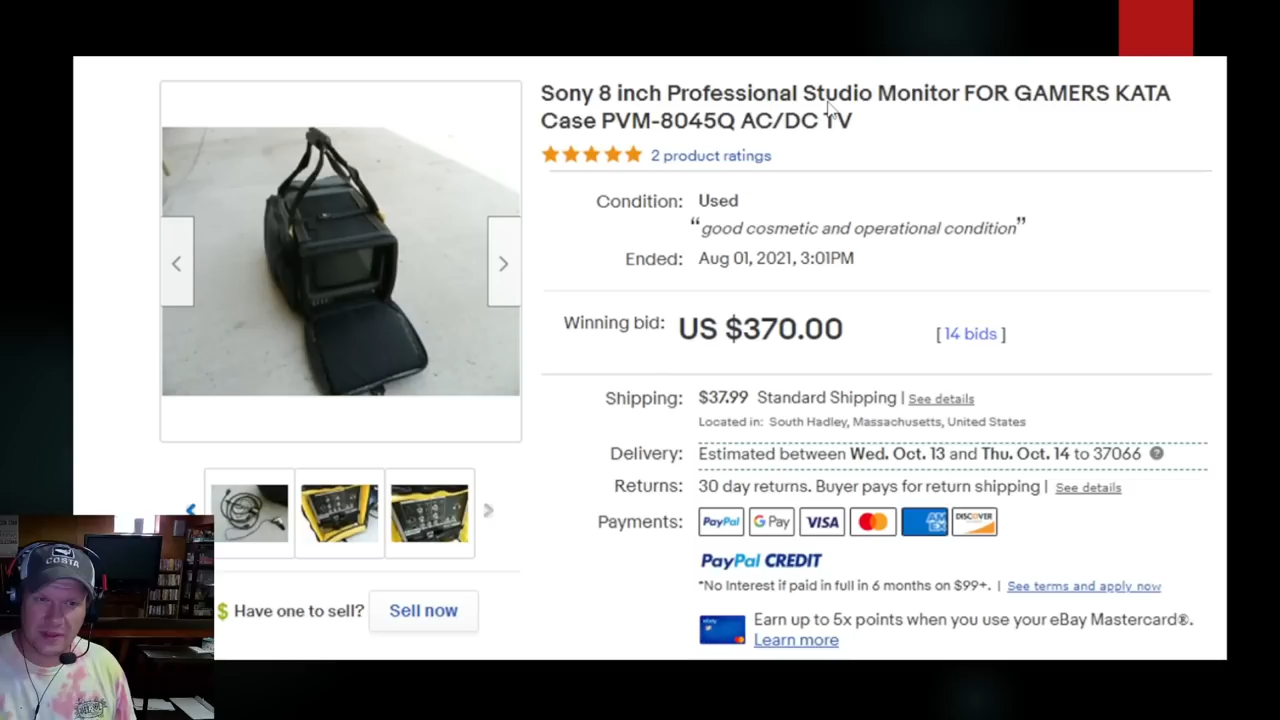 Sony 8 inch Professional Studio Monitor FOR GAMERS KATA
Case PVM-8045Q AC/DC TV
2 product ratings
Condition: Used
“good cosmetic and operational condition”
Ended: Aug 01, 2021, 3:01PM
Winning bid: US $370.00 [ 14 bids ]
Shipping: $37.99 Standard Shipping | See details
Located in: South Hadley, Massachusetts, United States
Delivery: Estimated between Wed. Oct. 13 and Thu. Oct. 14 to 37066
Returns: 30 day returns. Buyer pays for return shipping | See details
Payments: PayPal G Pay VISA AM EX DISCOVER
PayPal CREDIT
*No Interest if paid in full in 6 months on $99+. | See terms and apply now
Earn up to 5x points when you use your eBay Mastercard®.
Learn more
$ Have one to sell? Sell now
COSTA